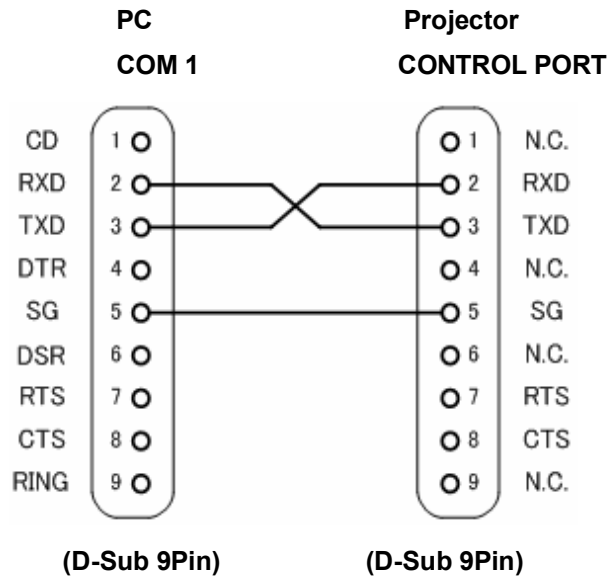 PC Projector
COM 1 CONTROL PORT
CD 1 1 N.C.
RXD 2 2 RXD
TXD 3 3 TXD
DTR 4 4 N.C.
SG 5 5 SG
DSR 6 6 N.C.
RTS 7 7 RTS
CTS 8 8 CTS
RING 9 9 N.C.
(D-Sub 9Pin) (D-Sub 9Pin)